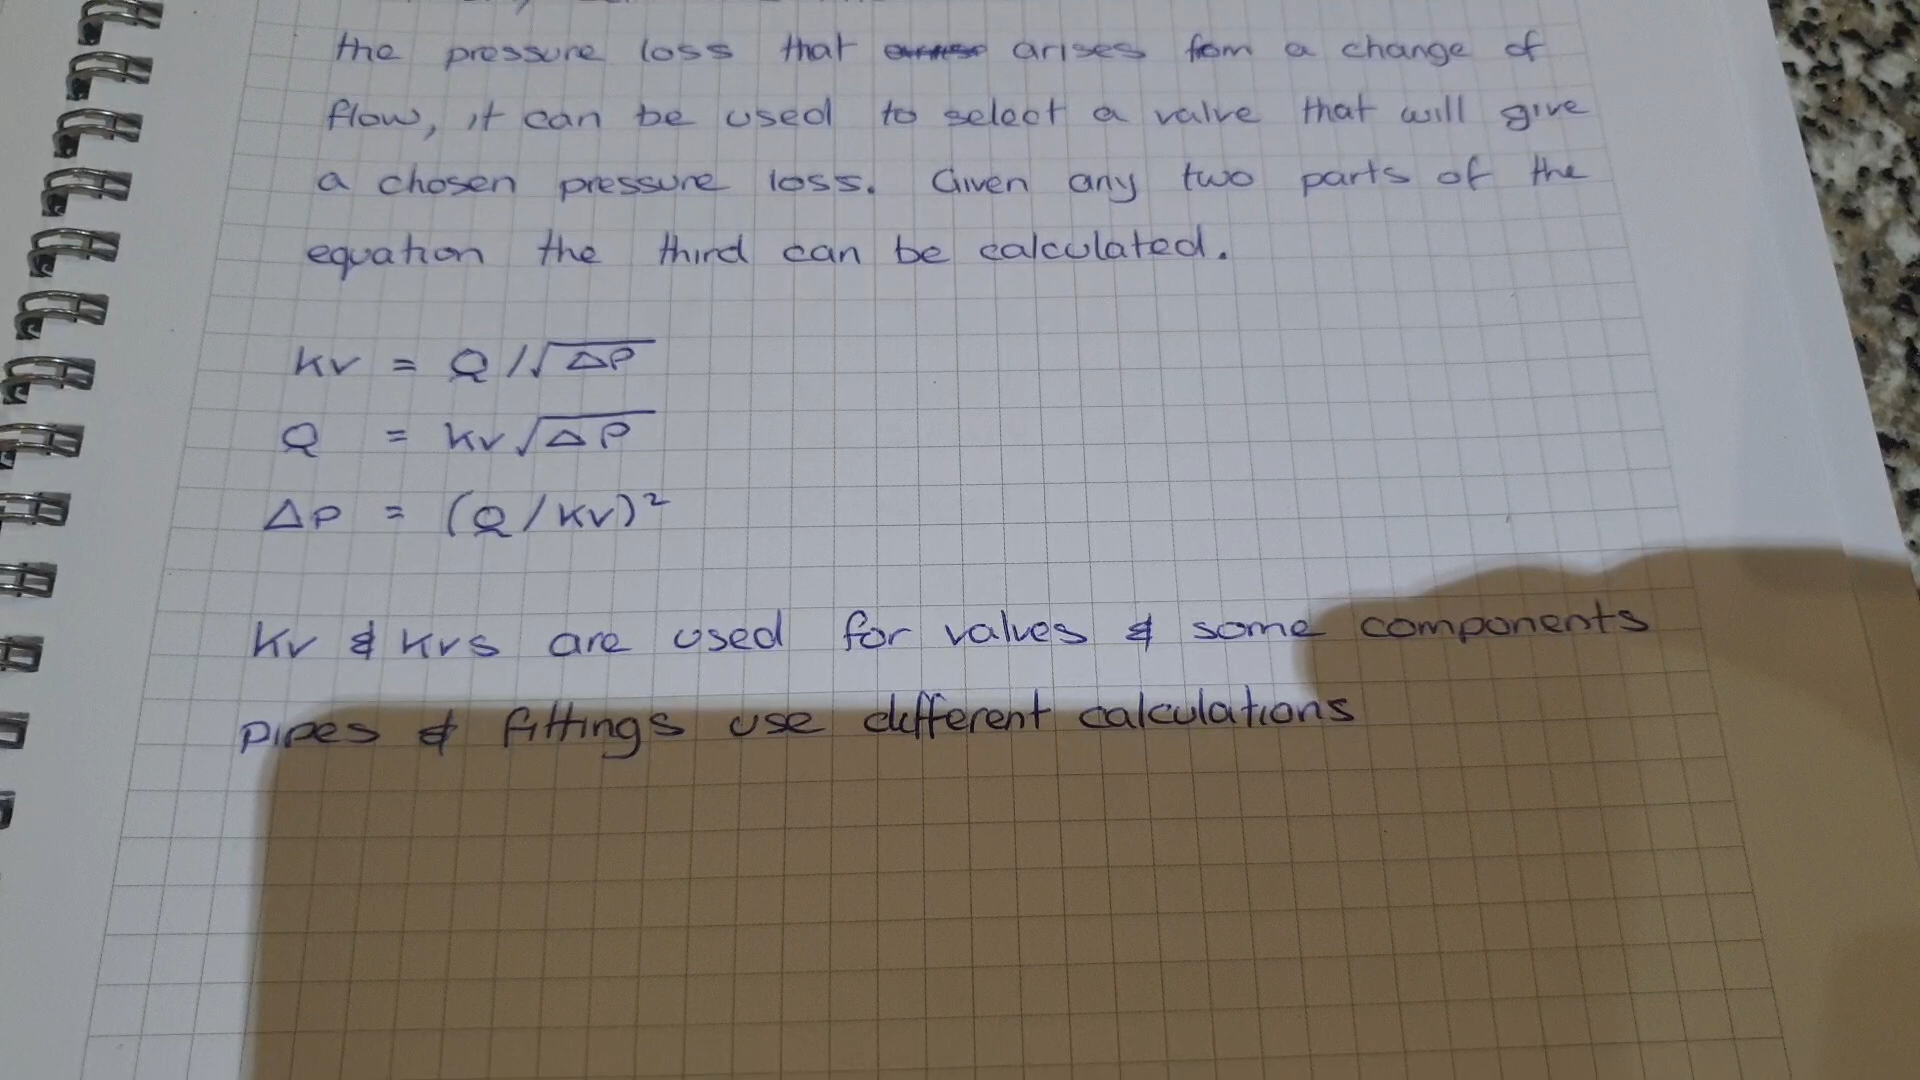 the pressure loss that arises from a change of
flow, it can be used to select a valve that will give
a chosen pressure loss. Given any two parts of the
equation the third can be calculated.
Kv = Q/√ΔP
Q = Kv√ΔP
ΔP = (Q/Kv)²
Kv & Kvs are used for valves & some components
pipes & fittings use different calculations